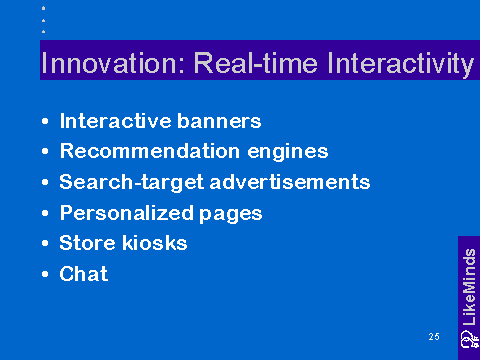 Innovation: Real-time Interactivity
• Interactive banners
• Recommendation engines
• Search-target advertisements
• Personalized pages
• Store kiosks
• Chat
LikeMinds
25